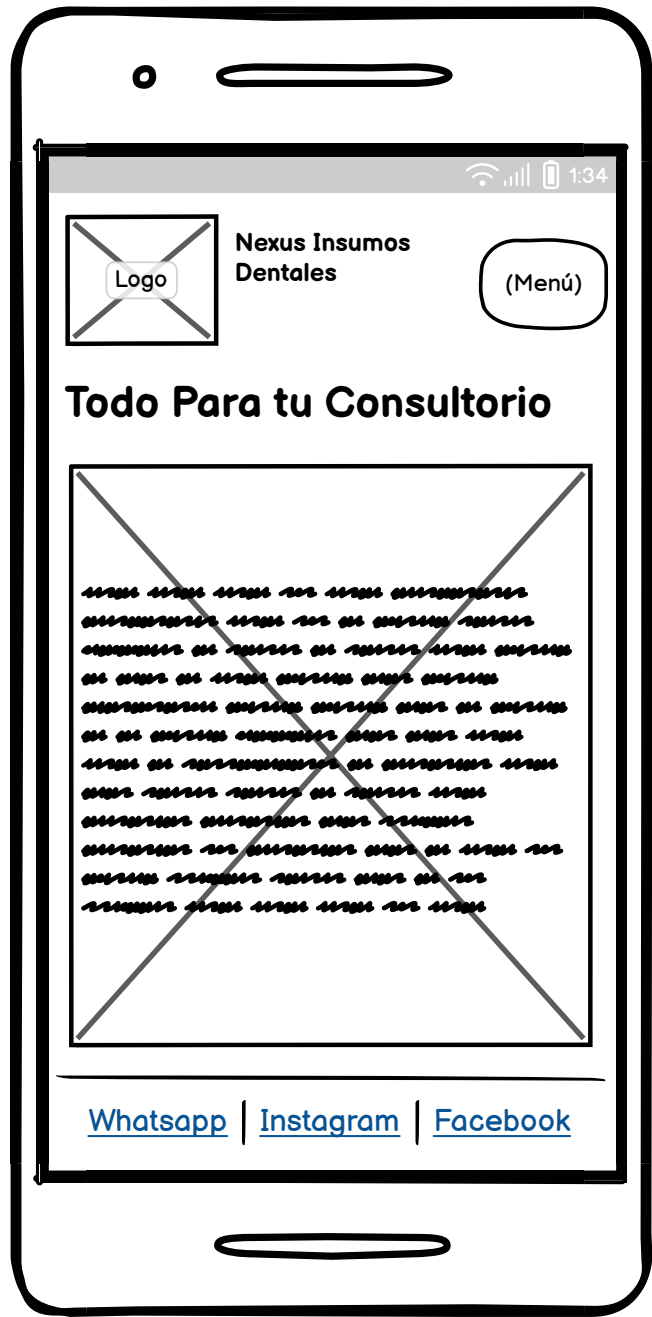 1:34
Logo
Nexus Insumos
Dentales
(Menú)
Todo Para tu Consultorio
Whatsapp | Instagram | Facebook